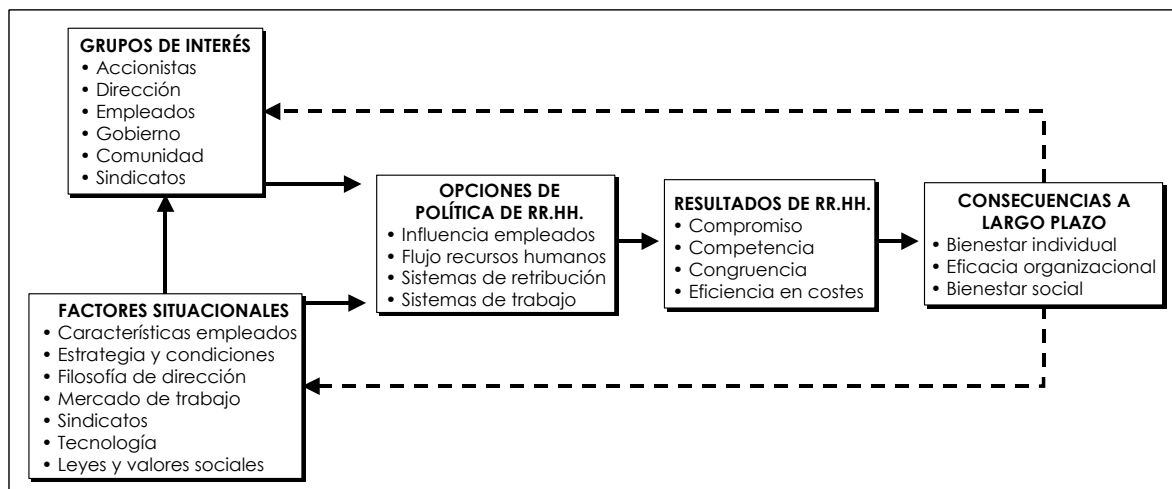 GRUPOS DE INTERÉS
• Accionistas
• Dirección
• Empleados
• Gobierno
• Comunidad
• Sindicatos
FACTORES SITUACIONALES
• Características empleados
• Estrategia y condiciones
• Filosofía de dirección
• Mercado de trabajo
• Sindicatos
• Tecnología
• Leyes y valores sociales
OPCIONES DE
POLÍTICA DE RR.HH.
• Influencia empleados
• Flujo recursos humanos
• Sistemas de retribución
• Sistemas de trabajo
RESULTADOS DE RR.HH.
• Compromiso
• Competencia
• Congruencia
• Eficiencia en costes
CONSECUENCIAS A
LARGO PLAZO
• Bienestar individual
• Eficacia organizacional
• Bienestar social